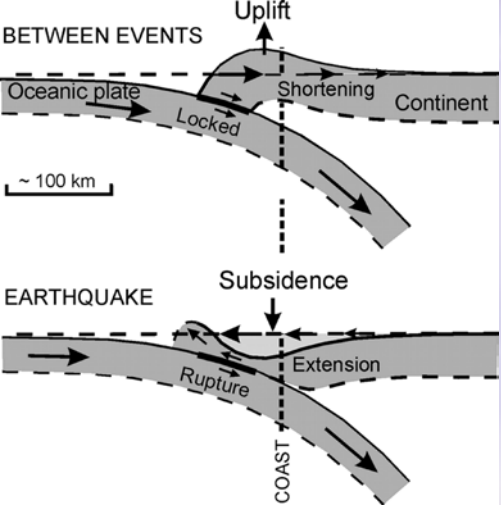 Uplift
BETWEEN EVENTS
Oceanic plate
Shortening
Continent
Locked
~ 100 km
Subsidence
EARTHQUAKE
Extension
Rupture
COAST